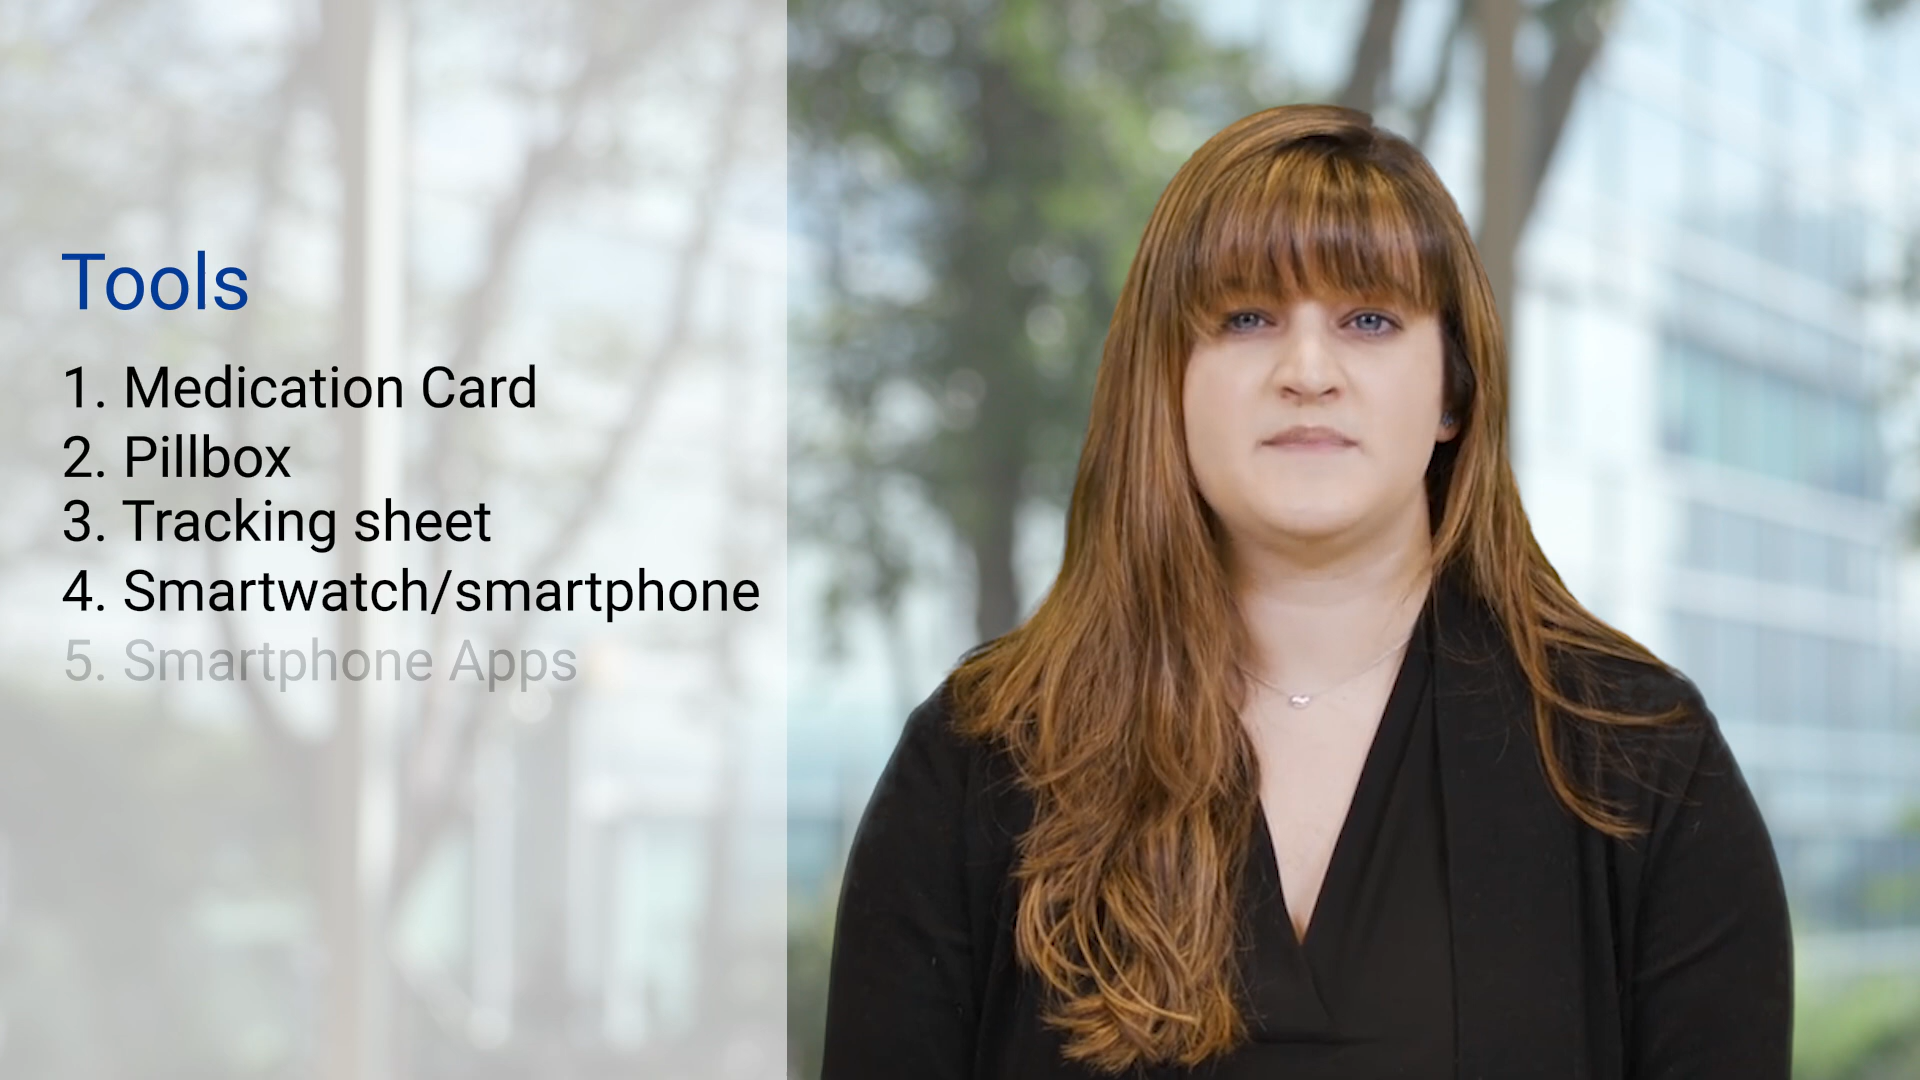 Tools
1. Medication Card
2. Pillbox
3. Tracking sheet
4. Smartwatch/smartphone
5. Smartphone Apps